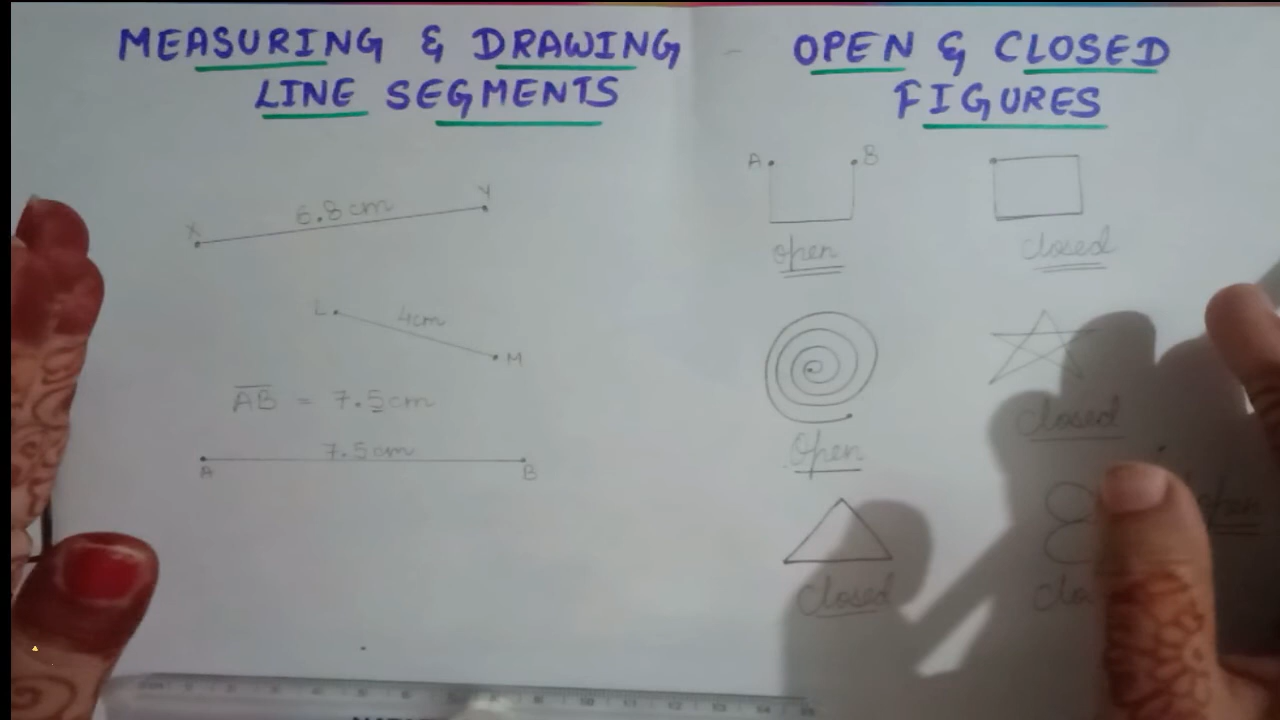 MEASURING & DRAWING
LINE SEGMENTS
X 6.8cm Y
L 4cm M
AB = 7.5cm
7.5cm
A B
OPEN & CLOSED
FIGURES
A B
open closed
Open closed
closed